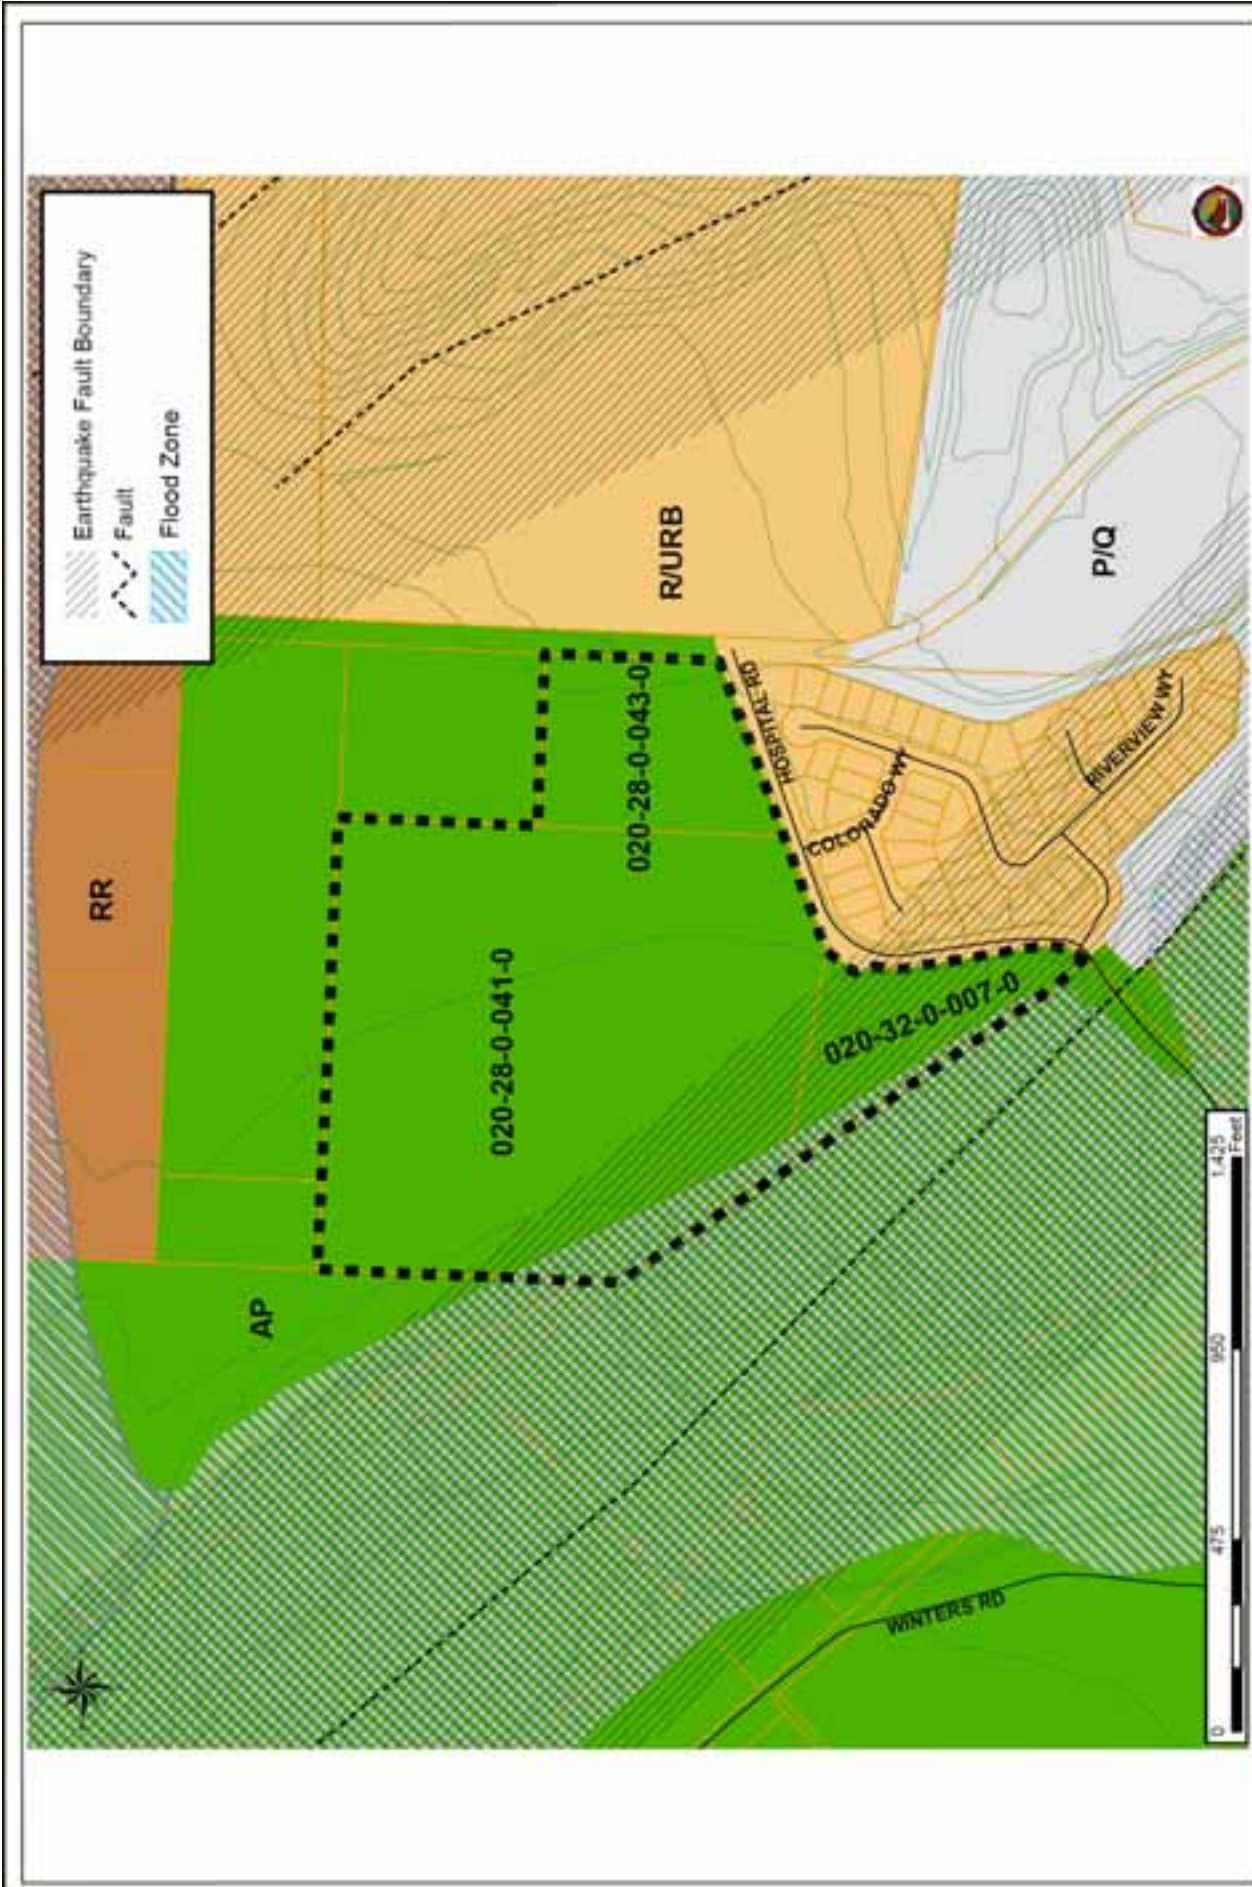 Earthquake Fault Boundary
Fault
Flood Zone
RR
AP
R/URB
P/Q
020-28-0-043-0
020-28-0-041-0
020-32-0-007-0
HOSPITAL RD
COLORADO WY
RIVERVIEW WY
WINTERS RD
0 475 950 1,425
Feet